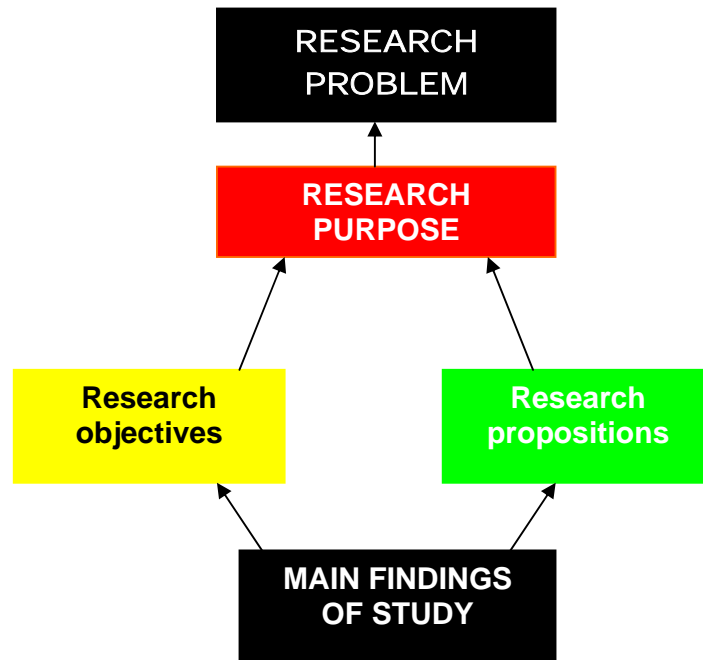 RESEARCH
PROBLEM
RESEARCH
PURPOSE
Research
objectives
Research
propositions
MAIN FINDINGS
OF STUDY